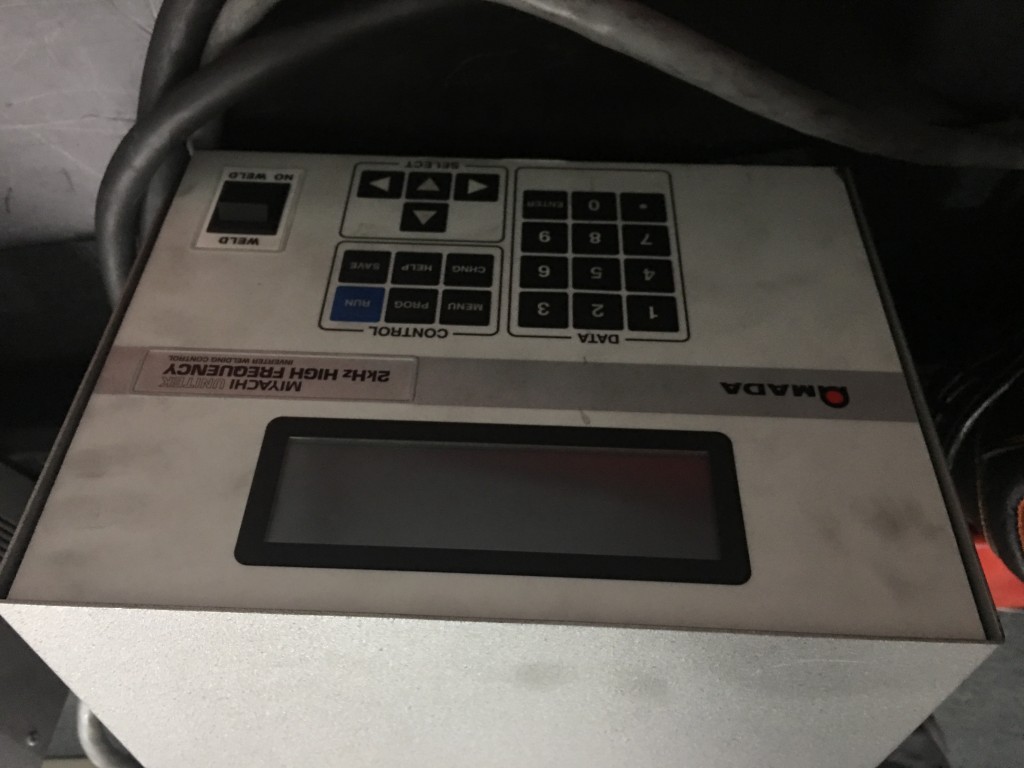 AMADA
MIYACHI UNITEK
2kHz HIGH FREQUENCY
INVERTER WELDING CONTROL
DATA
1 2 3
4 5 6
7 8 9
• 0 ENTER
CONTROL
MENU PROG RUN
CHNG HELP SAVE
SELECT
WELD
NO WELD